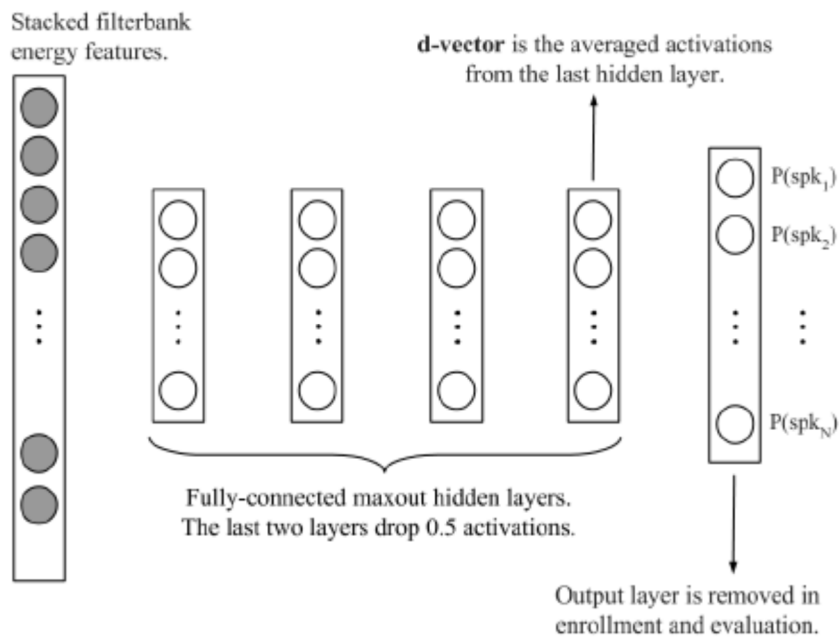 Stacked filterbank
energy features.
d-vector is the averaged activations
from the last hidden layer.
P(spk₁)
P(spk₂)
P(spk_N)
Fully-connected maxout hidden layers.
The last two layers drop 0.5 activations.
Output layer is removed in
enrollment and evaluation.